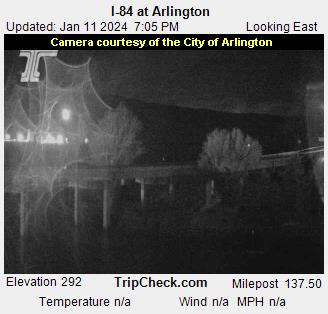 I-84 at Arlington
Updated: Jan 11 2024 7:05 PM Looking East
Camera courtesy of the City of Arlington
Elevation 292 TripCheck.com Milepost 137.50
Temperature n/a Wind n/a MPH n/a